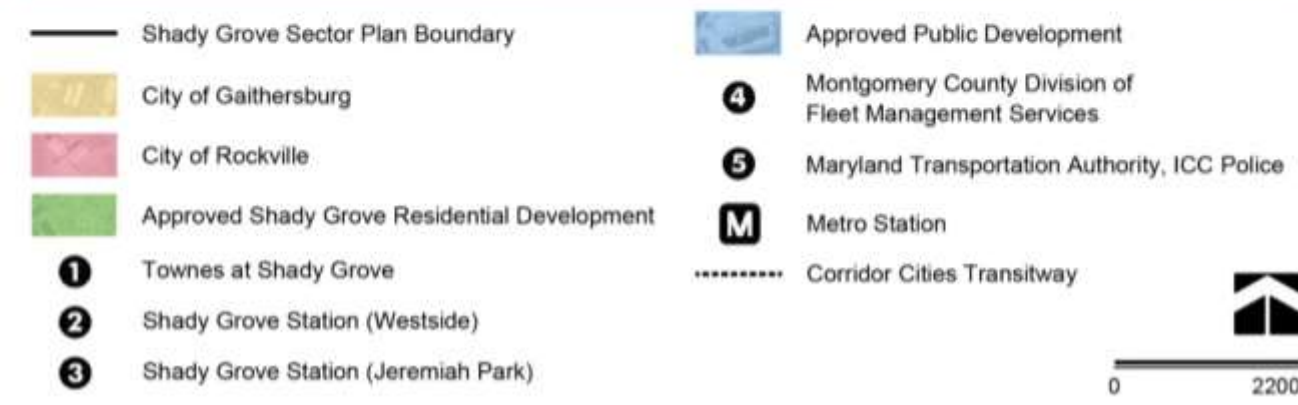 Shady Grove Sector Plan Boundary
City of Gaithersburg
City of Rockville
Approved Shady Grove Residential Development
1 Townes at Shady Grove
2 Shady Grove Station (Westside)
3 Shady Grove Station (Jeremiah Park)
Approved Public Development
4 Montgomery County Division of
Fleet Management Services
5 Maryland Transportation Authority, ICC Police
M Metro Station
Corridor Cities Transitway
0 2200